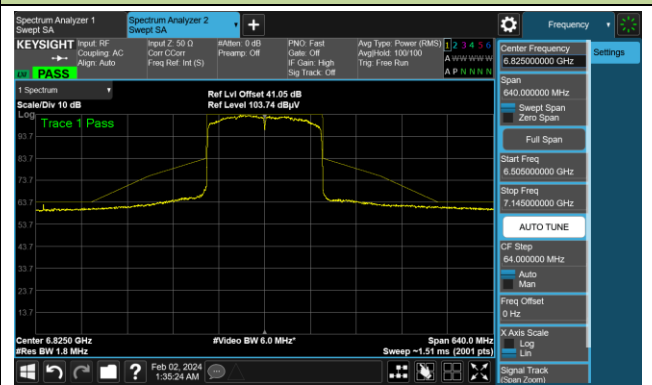 Spectrum Analyzer 1
Swept SA
Spectrum Analyzer 2
Swept SA
Frequency
KEYSIGHT
Input: RF
Coupling: AC
Align: Auto
Input Z: 50 Ω
Corr CCorr
Freq Ref: Int (S)
#Atten: 0 dB
Preamp: Off
PNO: Fast
Gate: Off
IF Gain: High
Sig Track: Off
Avg Type: Power (RMS)
Avg|Hold: 100/100
Trig: Free Run
1 2 3 4 5 6
A W W W W W
A P N N N N
LXI
PASS
1 Spectrum
Scale/Div 10 dB
Ref Lvl Offset 41.05 dB
Ref Level 103.74 dBµV
Log
Trace 1 Pass
93.7
83.7
73.7
63.7
53.7
43.7
33.7
23.7
13.7
Center 6.8250 GHz
#Res BW 1.8 MHz
#Video BW 6.0 MHz*
Span 640.0 MHz
Sweep ~1.51 ms (2001 pts)
Center Frequency
6.825000000 GHz
Settings
Span
640.000000 MHz
Swept Span
Zero Span
Full Span
Start Freq
6.505000000 GHz
Stop Freq
7.145000000 GHz
AUTO TUNE
CF Step
64.000000 MHz
Auto
Man
Freq Offset
0 Hz
X Axis Scale
Log
Lin
Signal Track
(Span Zoom)
Feb 02, 2024
1:35:24 AM